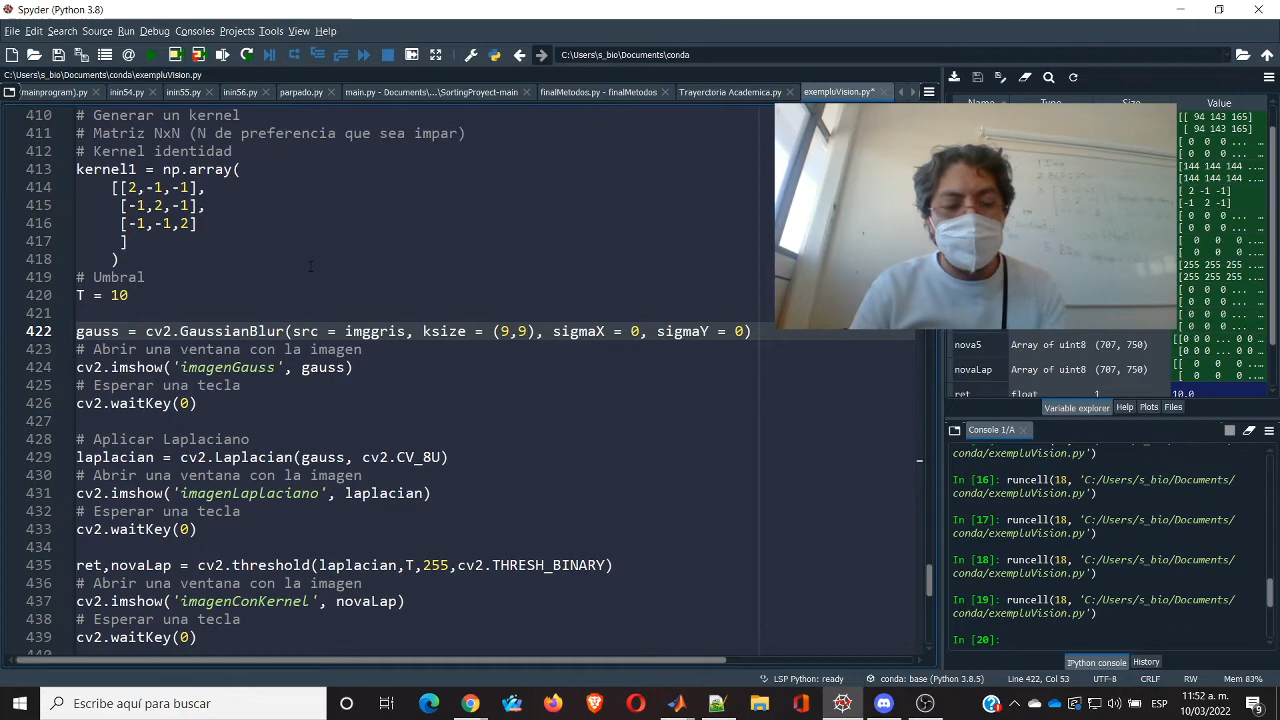 Spyder (Python 3.8)
File Edit Search Source Run Debug Consoles Projects Tools View Help
C:\Users\s_bio\Documents\conda
C:\Users\s_bio\Documents\conda\exempluVision.py
mainprogram).py inin54.py inin55.py inin56.py parpado.py main.py - Documents\...\SortingProyect-main finalMetodos.py - finalMetodos Trayerctoria Academica.py exempluVision.py*
Name Type Size Value
410 # Generar un kernel
411 # Matriz NxN (N de preferencia que sea impar)
412 # Kernel identidad
413 kernel1 = np.array(
414 [[2,-1,-1],
415 [-1,2,-1],
416 [-1,-1,2]
417 ]
418 )
419 # Umbral
420 T = 10
421
422 gauss = cv2.GaussianBlur(src = imggris, ksize = (9,9), sigmaX = 0, sigmaY = 0)
423 # Abrir una ventana con la imagen
424 cv2.imshow('imagenGauss', gauss)
425 # Esperar una tecla
426 cv2.waitKey(0)
427
428 # Aplicar Laplaciano
429 laplacian = cv2.Laplacian(gauss, cv2.CV_8U)
430 # Abrir una ventana con la imagen
431 cv2.imshow('imagenLaplaciano', laplacian)
432 # Esperar una tecla
433 cv2.waitKey(0)
434
435 ret,novaLap = cv2.threshold(laplacian,T,255,cv2.THRESH_BINARY)
436 # Abrir una ventana con la imagen
437 cv2.imshow('imagenConKernel', novaLap)
438 # Esperar una tecla
439 cv2.waitKey(0)
[[ 94 143 165]
[ 94 143 165]
[[ 0 0 0 ... …
[ 0 0 0 ... …
[[144 144 144 ...
[144 144 144 ...
[[ 2 -1 -1]
[-1 2 -1]
[[ 0 0 0 ... …
[ 0 0 0 ... …
[[ 0 0 0 ...
[ 0 0 0 ...
[[255 255 255 ...
[255 255 255 ...
[[ 0 0 0 ...
[ 0 0 0 ...
nova5 Array of uint8 (707, 750) [[0 0 0 ... 0 0 0]
[0 0 0 ... 0 0 0]
novaLap Array of uint8 (707, 750) [[ 0 0 0 ... …
[ 0 0 0 ... …
ret float 1 10.0
Variable explorer Help Plots Files
Console 1/A
conda/exempluVision.py')
In [16]: runcell(18, 'C:/Users/s_bio/Documents/
conda/exempluVision.py')
In [17]: runcell(18, 'C:/Users/s_bio/Documents/
conda/exempluVision.py')
In [18]: runcell(18, 'C:/Users/s_bio/Documents/
conda/exempluVision.py')
In [19]: runcell(18, 'C:/Users/s_bio/Documents/
conda/exempluVision.py')
In [20]:
IPython console History
LSP Python: ready conda: base (Python 3.8.5) Line 422, Col 53 UTF-8 CRLF RW Mem 83%
Escribe aquí para buscar
ESP
11:52 a. m.
10/03/2022